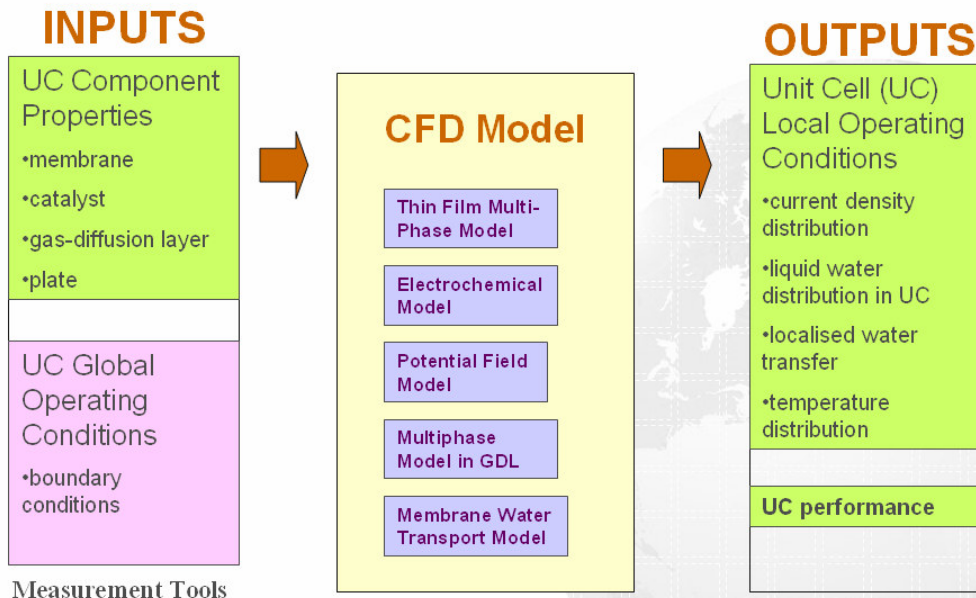 INPUTS
UC Component
Properties
•membrane
•catalyst
•gas-diffusion layer
•plate
UC Global
Operating
Conditions
•boundary
conditions
Measurement Tools
CFD Model
Thin Film Multi-
Phase Model
Electrochemical
Model
Potential Field
Model
Multiphase
Model in GDL
Membrane Water
Transport Model
OUTPUTS
Unit Cell (UC)
Local Operating
Conditions
•current density
distribution
•liquid water
distribution in UC
•localised water
transfer
•temperature
distribution
UC performance